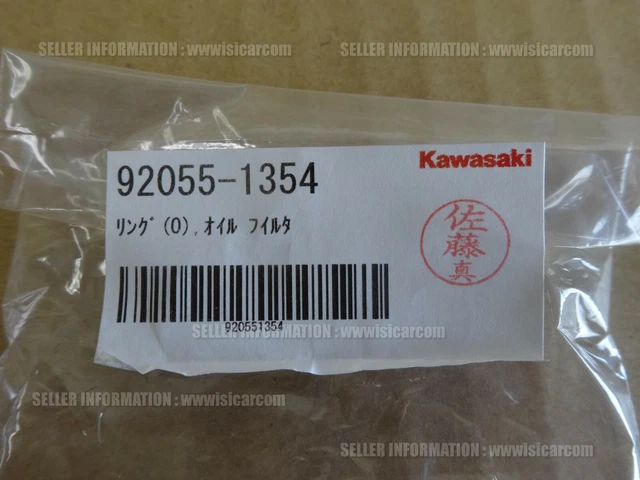 SELLER INFORMATION : wwwisicarcom SELLER INFORMATION : wwwisicarcom
Kawasaki
92055-1354
ﾘﾝｸﾞ(O),ｵｲﾙ ﾌｲﾙﾀ
佐
藤
真
920551354
SELLER INFORMATION : wwwisicarcom
SELLER INFORMATION : wwwisicarcom SELLER INFORMATION : wwwisicarcom